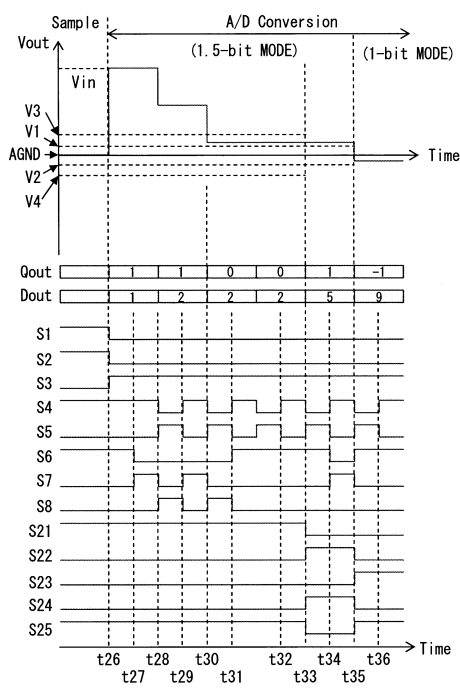 Sample
A/D Conversion
Vout
(1.5-bit MODE)
(1-bit MODE)
Vin
V3
V1
AGND
Time
V2
V4
Qout 1 1 0 0 1 -1
Dout 1 2 2 2 5 9
S1
S2
S3
S4
S5
S6
S7
S8
S21
S22
S23
S24
S25
Time
t26 t28 t30 t32 t34 t36
t27 t29 t31 t33 t35